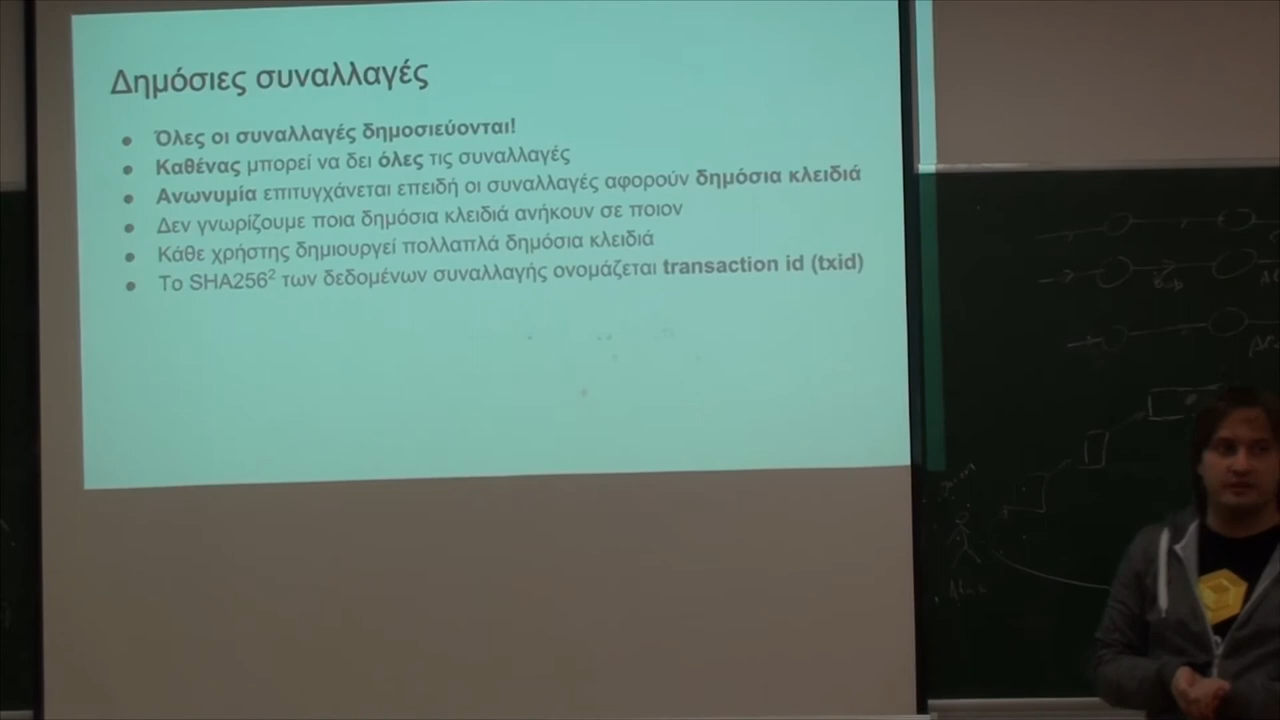 Δημόσιες συναλλαγές
● Όλες οι συναλλαγές δημοσιεύονται!
● Καθένας μπορεί να δει όλες τις συναλλαγές
● Ανωνυμία επιτυγχάνεται επειδή οι συναλλαγές αφορούν δημόσια κλειδιά
● Δεν γνωρίζουμε ποια δημόσια κλειδιά ανήκουν σε ποιον
● Κάθε χρήστης δημιουργεί πολλαπλά δημόσια κλειδιά
● Το SHA256² των δεδομένων συναλλαγής ονομάζεται transaction id (txid)